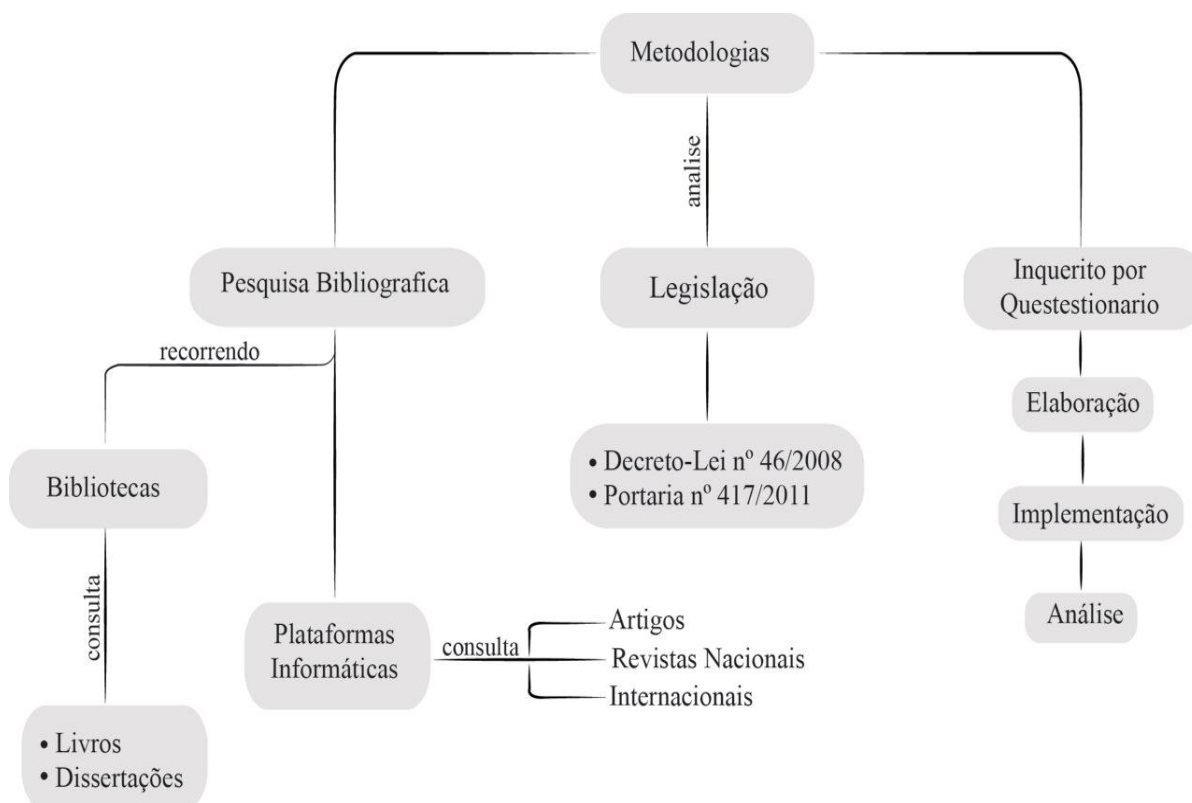 Metodologias
analise
Pesquisa Bibliografica
Legislação
Inquerito por
Questestionario
recorrendo
Elaboração
• Decreto-Lei nº 46/2008
• Portaria nº 417/2011
Bibliotecas
Implementação
consulta
Plataformas
Informáticas
consulta
Artigos
Revistas Nacionais
Internacionais
Análise
• Livros
• Dissertações